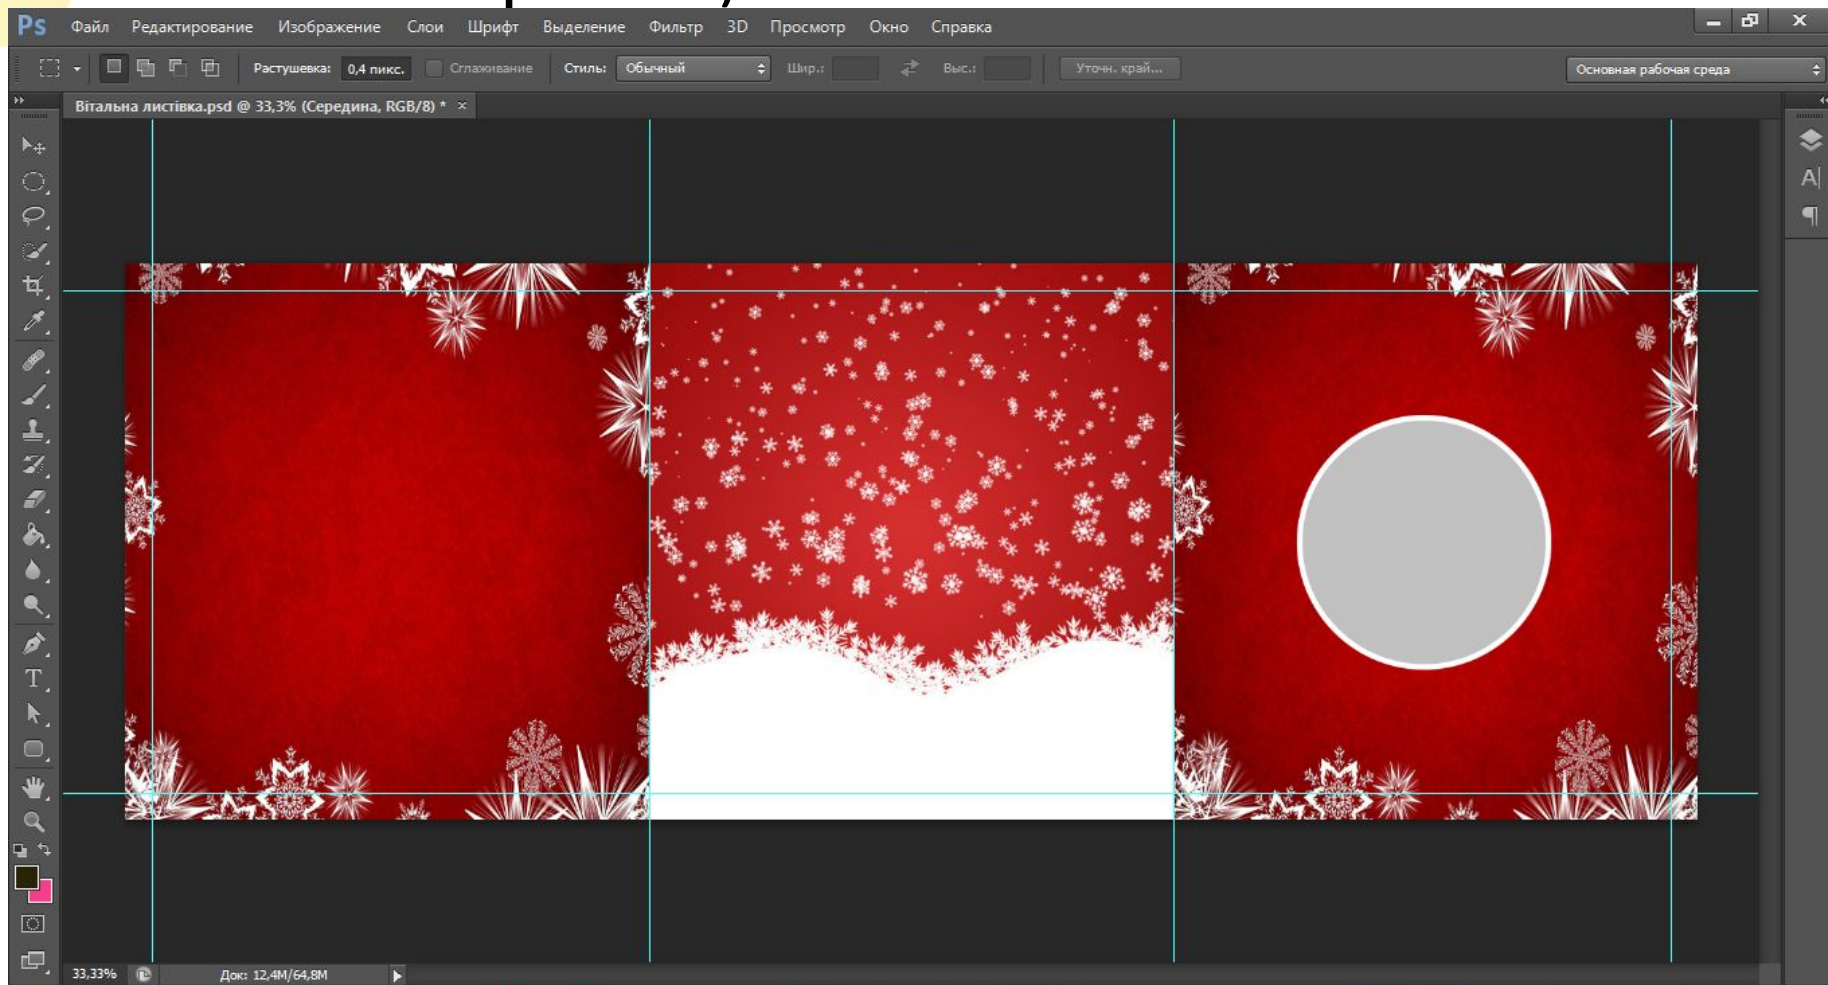 Ps Файл Редактирование Изображение Слои Шрифт Выделение Фильтр 3D Просмотр Окно Справка
Растушевка: 0,4 пикс. Сглаживание Стиль: Обычный Шир.: Выс.: Уточн. край... Основная рабочая среда
Вітальна листівка.psd @ 33,3% (Середина, RGB/8) * ×
33,33% Док: 12,4M/64,8M